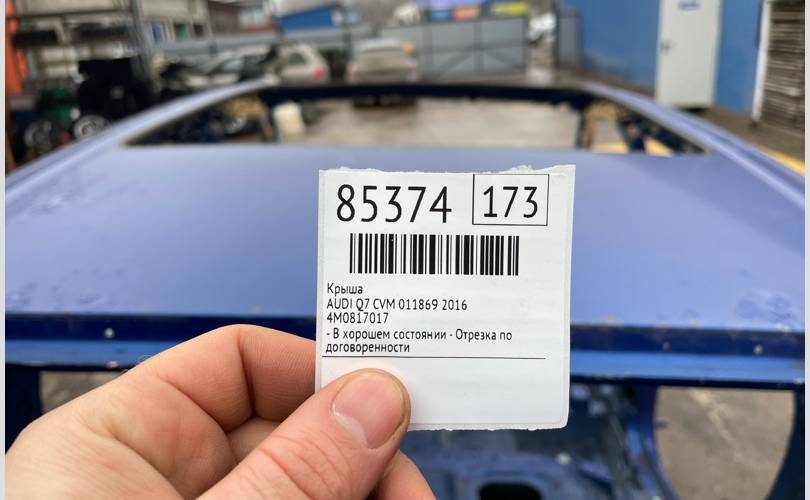 85374 173
Крыша
AUDI Q7 CVM 011869 2016
4M0817017
- В хорошем состоянии - Отрезка по
договоренности